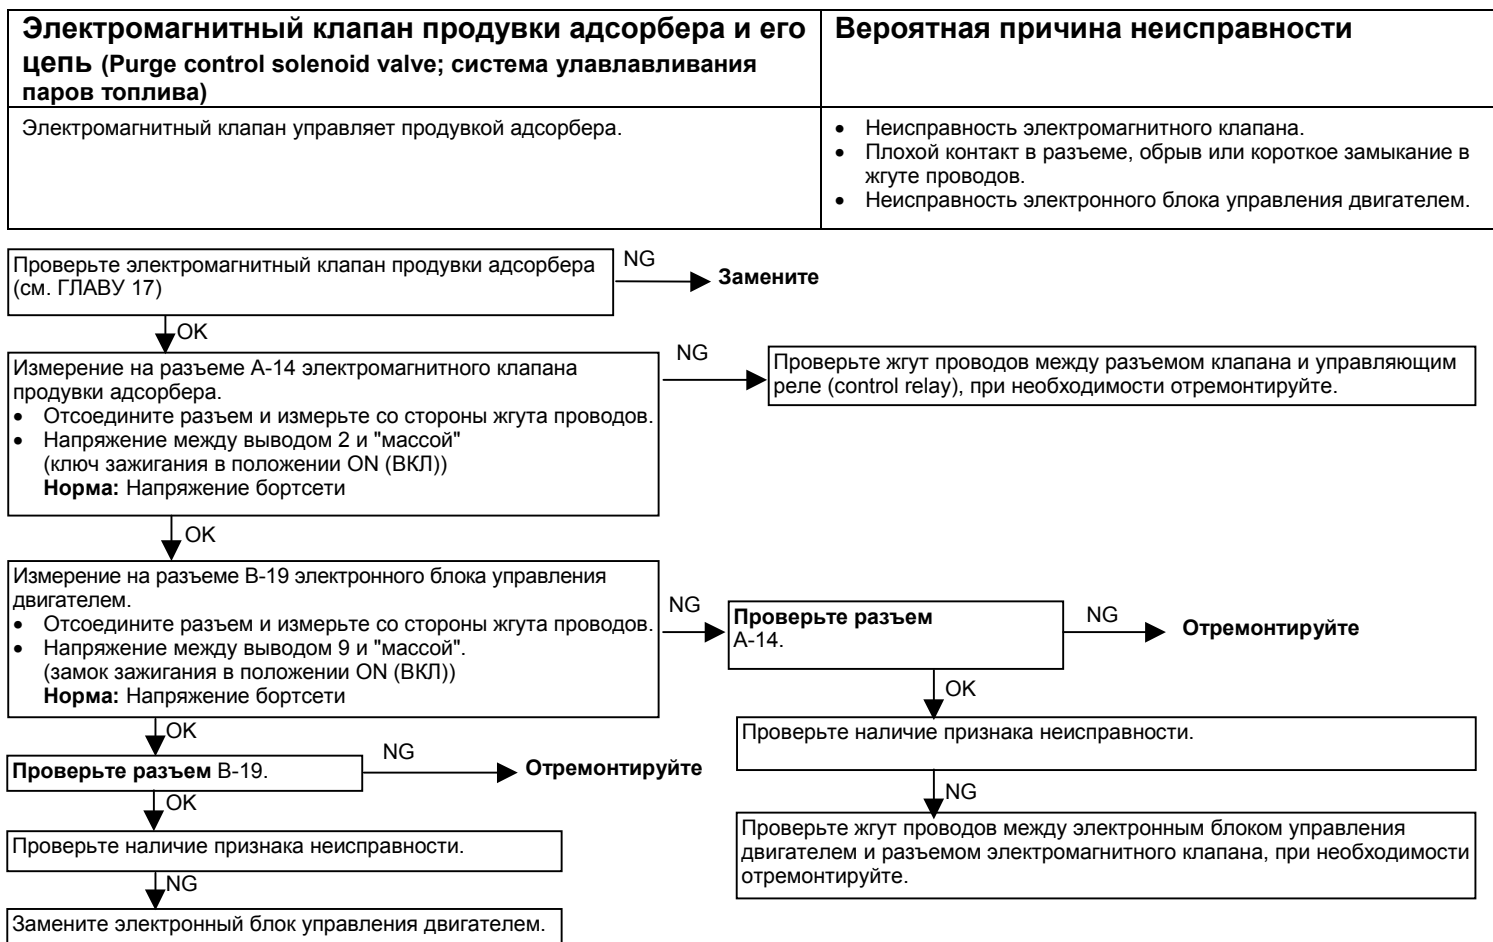 Электромагнитный клапан продувки адсорбера и его
цепь (Purge control solenoid valve; система улавлавливания
паров топлива)
Вероятная причина неисправности
Электромагнитный клапан управляет продувкой адсорбера.
• Неисправность электромагнитного клапана.
• Плохой контакт в разъеме, обрыв или короткое замыкание в
жгуте проводов.
• Неисправность электронного блока управления двигателем.
Проверьте электромагнитный клапан продувки адсорбера
(см. ГЛАВУ 17)
NG
Замените
OK
Измерение на разъеме А-14 электромагнитного клапана
продувки адсорбера.
• Отсоедините разъем и измерьте со стороны жгута проводов.
• Напряжение между выводом 2 и "массой"
(ключ зажигания в положении ON (ВКЛ))
Норма: Напряжение бортсети
NG
Проверьте жгут проводов между разъемом клапана и управляющим
реле (control relay), при необходимости отремонтируйте.
OK
Измерение на разъеме В-19 электронного блока управления
двигателем.
• Отсоедините разъем и измерьте со стороны жгута проводов.
• Напряжение между выводом 9 и "массой".
(замок зажигания в положении ON (ВКЛ))
Норма: Напряжение бортсети
NG
Проверьте разъем
А-14.
NG
Отремонтируйте
OK
Проверьте наличие признака неисправности.
NG
Проверьте жгут проводов между электронным блоком управления
двигателем и разъемом электромагнитного клапана, при необходимости
отремонтируйте.
OK
Проверьте разъем В-19.
NG
Отремонтируйте
OK
Проверьте наличие признака неисправности.
NG
Замените электронный блок управления двигателем.